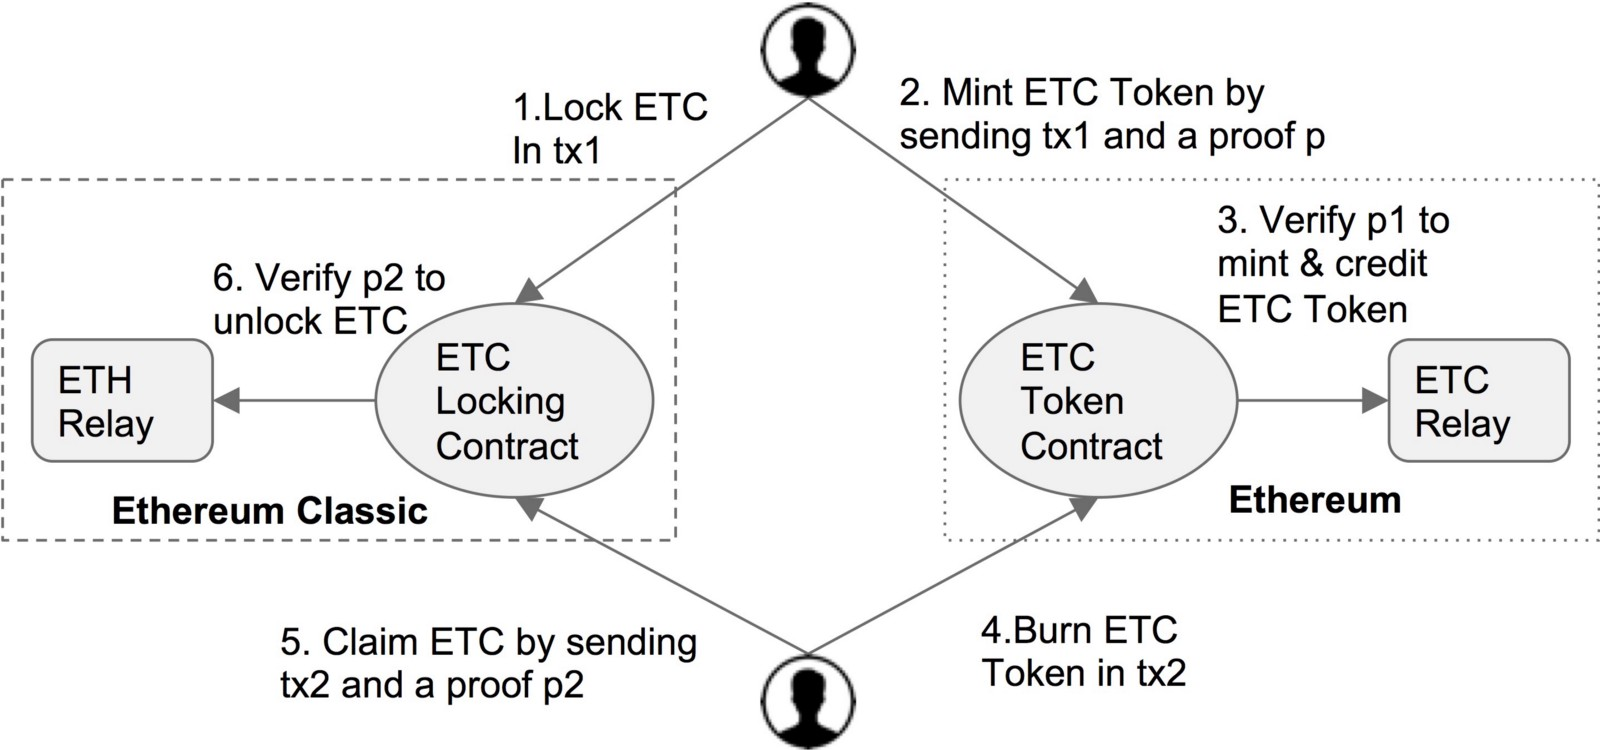 1.Lock ETC
In tx1
2. Mint ETC Token by
sending tx1 and a proof p
3. Verify p1 to
mint & credit
ETC Token
6. Verify p2 to
unlock ETC
ETH
Relay
ETC
Locking
Contract
ETC
Token
Contract
ETC
Relay
Ethereum Classic
Ethereum
5. Claim ETC by sending
tx2 and a proof p2
4.Burn ETC
Token in tx2